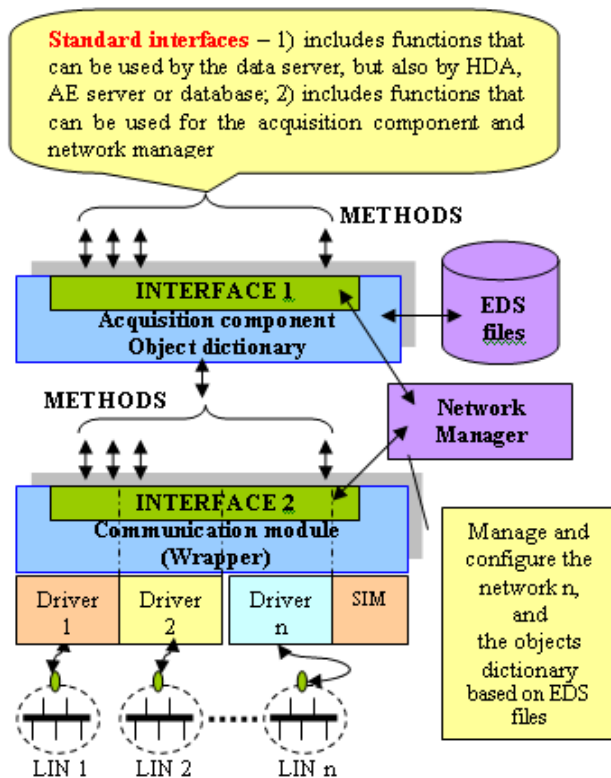 Standard interfaces – 1) includes functions that
can be used by the data server, but also by HDA,
AE server or database; 2) includes functions that
can be used for the acquisition component and
network manager
METHODS
INTERFACE 1
Acquisition component
Object dictionary
EDS
files
METHODS
Network
Manager
INTERFACE 2
Communication module
(Wrapper)
Manage and
configure the
network n,
and
the objects
dictionary
based on EDS
files
Driver
1
Driver
2
Driver
n
SIM
LIN 1
LIN 2
LIN n